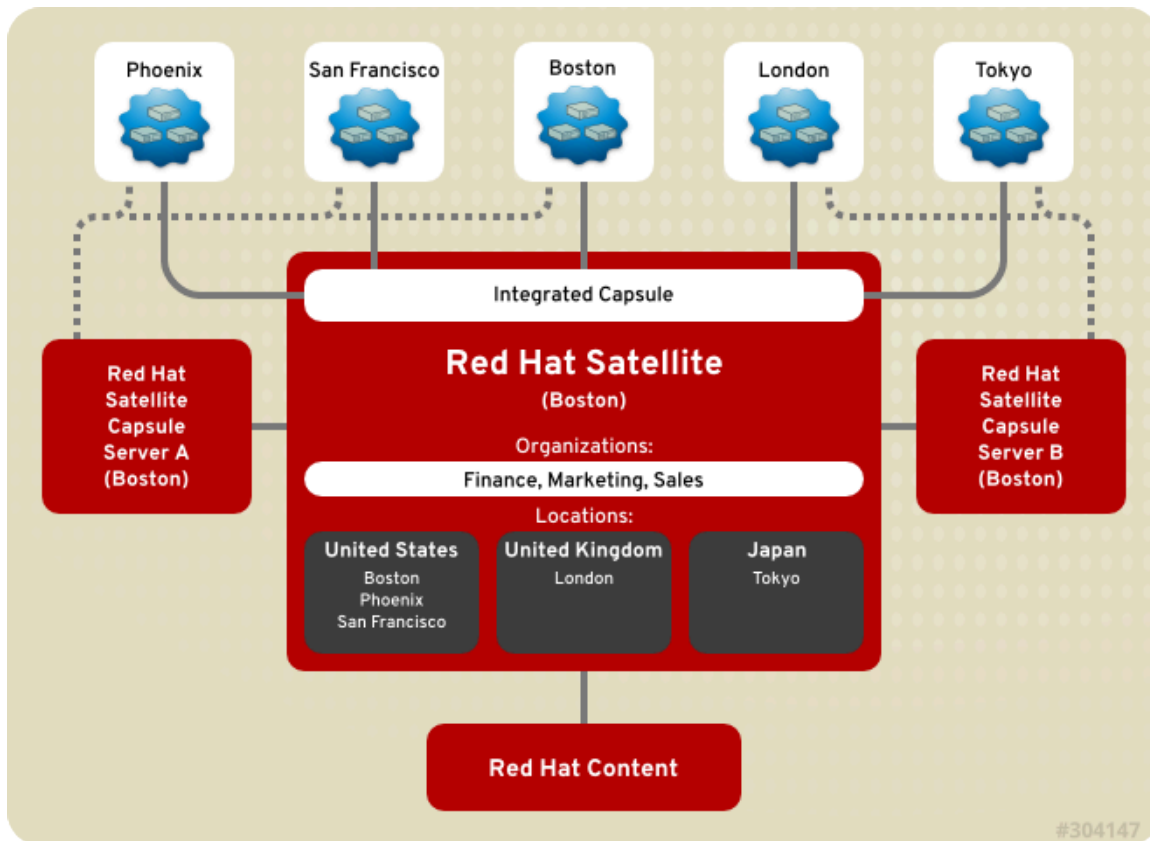 Phoenix
San Francisco
Boston
London
Tokyo
Integrated Capsule
Red Hat Satellite
(Boston)
Red Hat
Satellite
Capsule
Server A
(Boston)
Red Hat
Satellite
Capsule
Server B
(Boston)
Organizations:
Finance, Marketing, Sales
Locations:
United States
Boston
Phoenix
San Francisco
United Kingdom
London
Japan
Tokyo
Red Hat Content
#304147